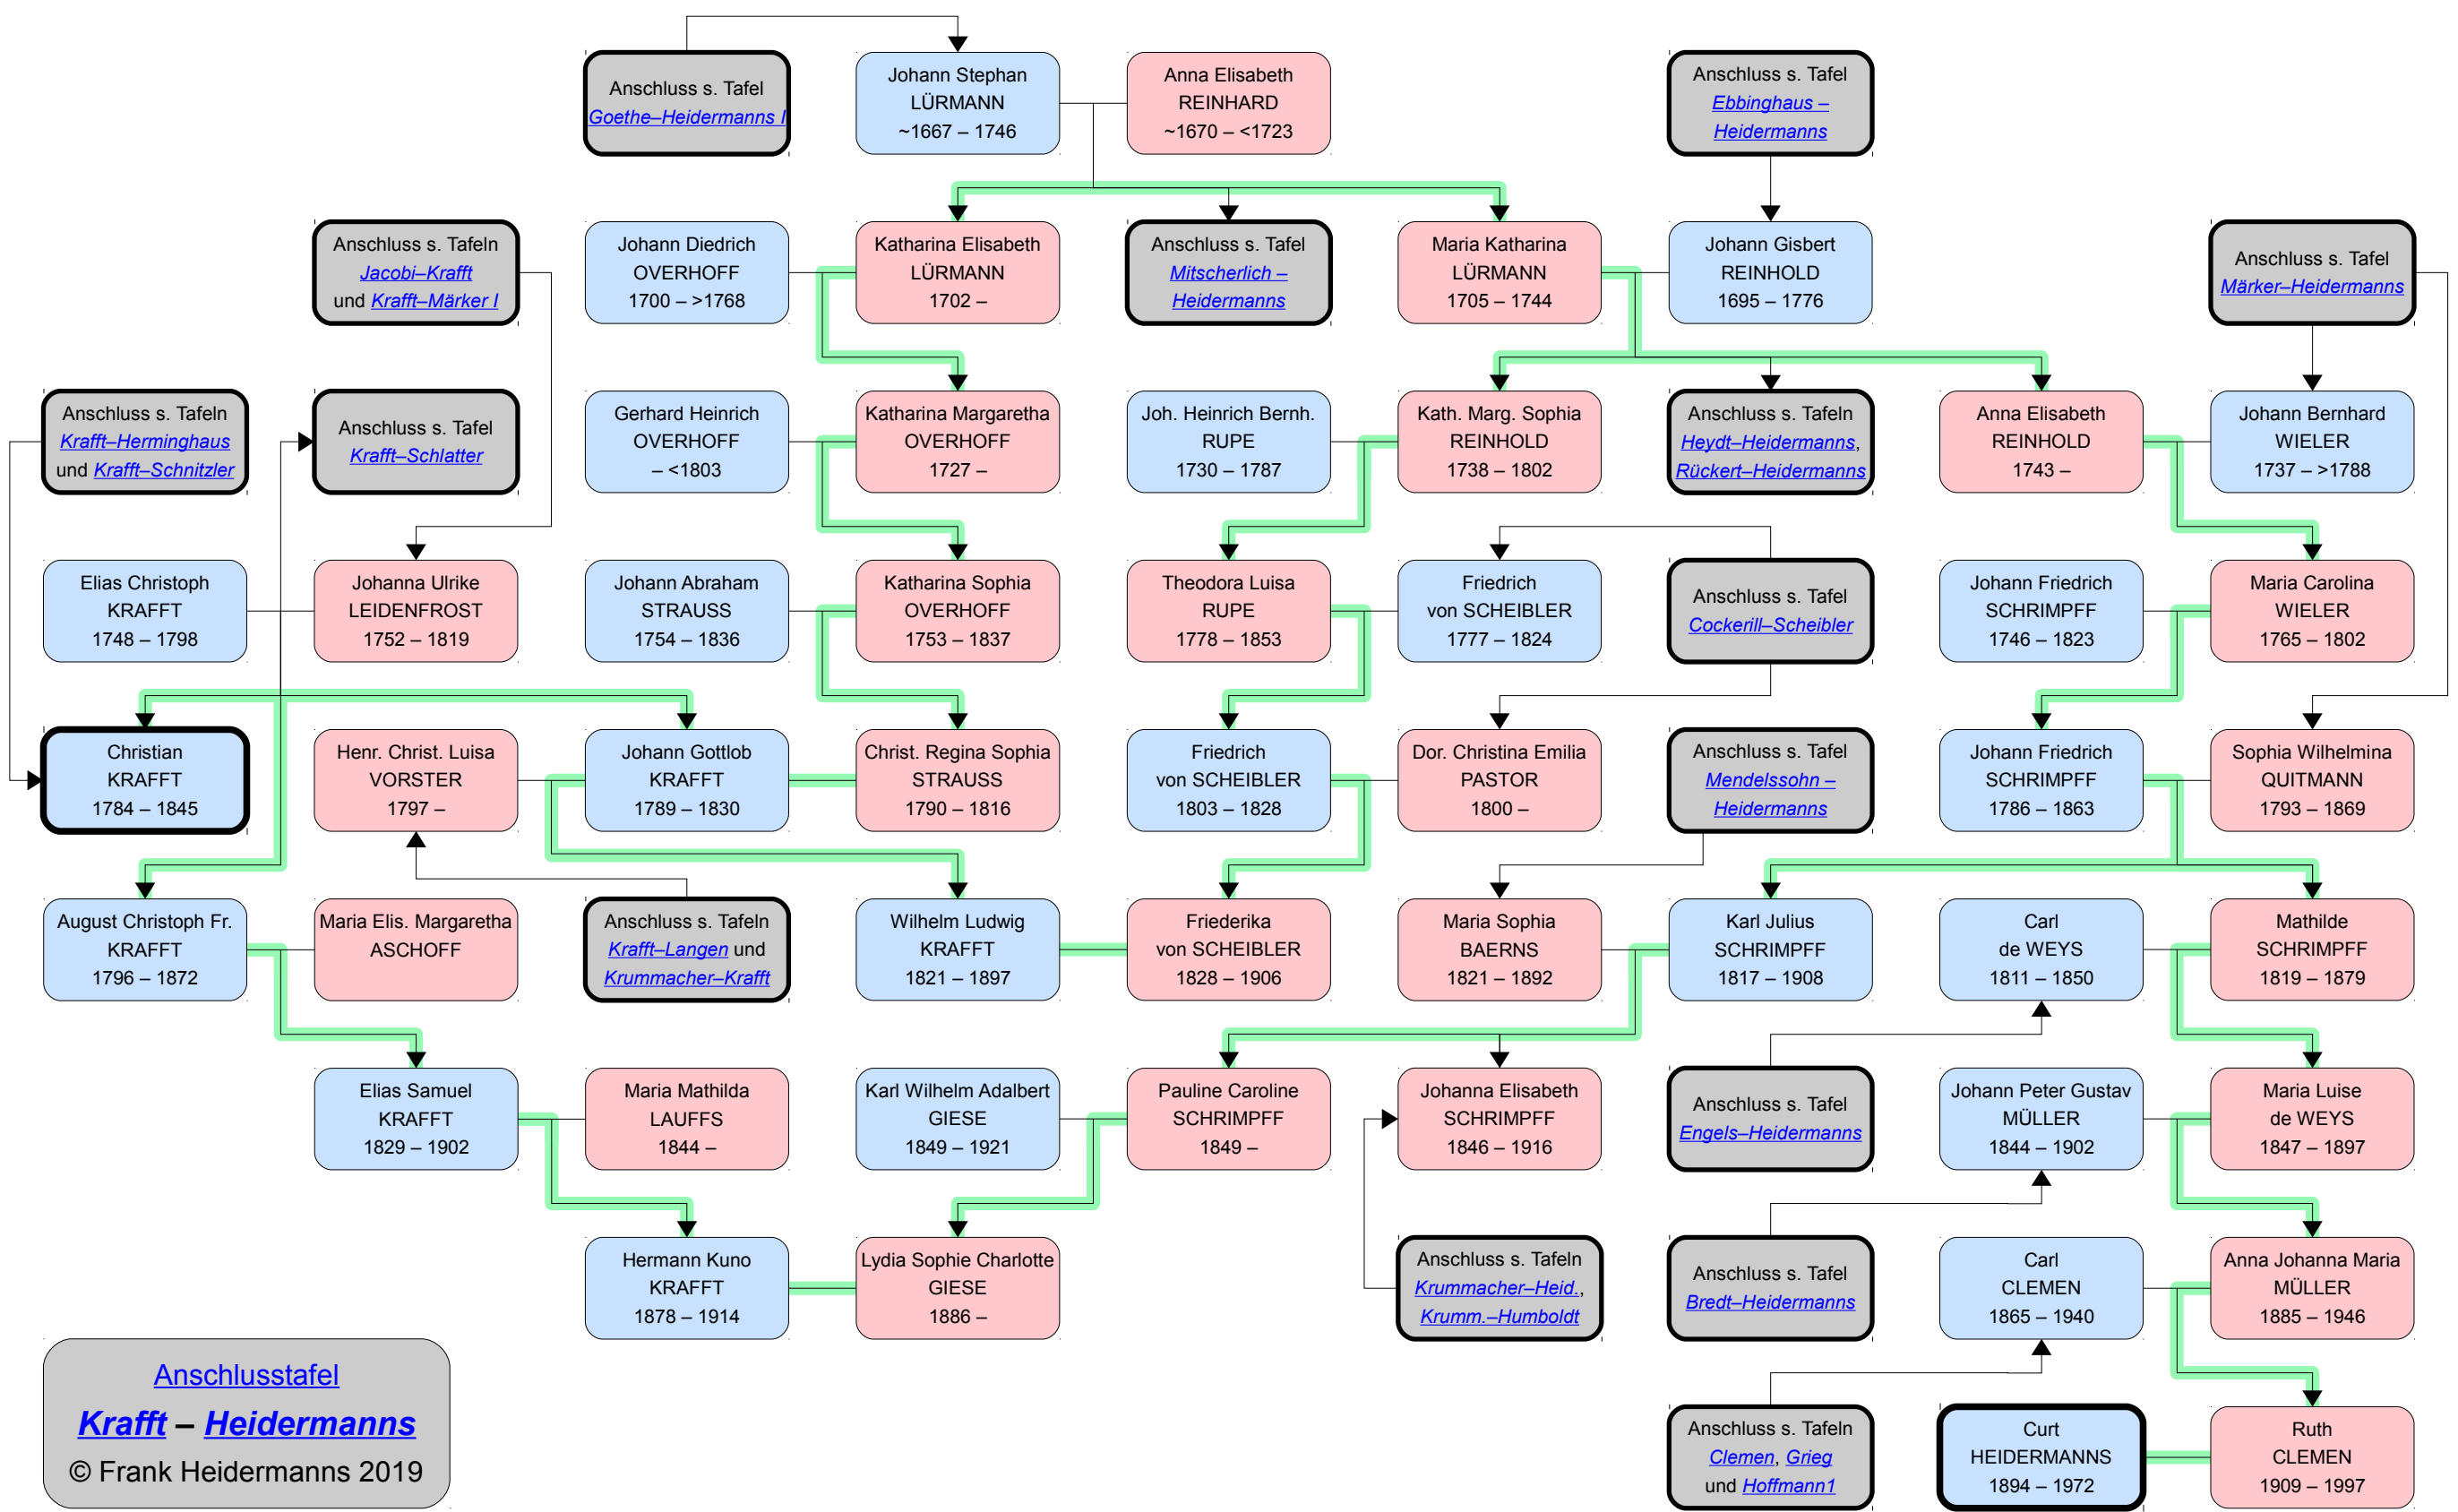 Anschluss s. Tafel
Goethe–Heidermanns I
Johann Stephan
LÜRMANN
~1667 – 1746
Anna Elisabeth
REINHARD
~1670 – <1723
Anschluss s. Tafel
Ebbinghaus –
Heidermanns
Anschluss s. Tafeln
Jacobi–Krafft
und Krafft–Märker I
Johann Diedrich
OVERHOFF
1700 – >1768
Katharina Elisabeth
LÜRMANN
1702 –
Anschluss s. Tafel
Mitscherlich –
Heidermanns
Maria Katharina
LÜRMANN
1705 – 1744
Johann Gisbert
REINHOLD
1695 – 1776
Anschluss s. Tafel
Märker–Heidermanns
Anschluss s. Tafeln
Krafft–Herminghaus
und Krafft–Schnitzler
Anschluss s. Tafel
Krafft–Schlatter
Gerhard Heinrich
OVERHOFF
– <1803
Katharina Margaretha
OVERHOFF
1727 –
Joh. Heinrich Bernh.
RUPE
1730 – 1787
Kath. Marg. Sophia
REINHOLD
1738 – 1802
Anschluss s. Tafeln
Heydt–Heidermanns,
Rückert–Heidermanns
Anna Elisabeth
REINHOLD
1743 –
Johann Bernhard
WIELER
1737 – >1788
Elias Christoph
KRAFFT
1748 – 1798
Johanna Ulrike
LEIDENFROST
1752 – 1819
Johann Abraham
STRAUSS
1754 – 1836
Katharina Sophia
OVERHOFF
1753 – 1837
Theodora Luisa
RUPE
1778 – 1853
Friedrich
von SCHEIBLER
1777 – 1824
Anschluss s. Tafel
Cockerill–Scheibler
Johann Friedrich
SCHRIMPFF
1746 – 1823
Maria Carolina
WIELER
1765 – 1802
Christian
KRAFFT
1784 – 1845
Henr. Christ. Luisa
VORSTER
1797 –
Johann Gottlob
KRAFFT
1789 – 1830
Christ. Regina Sophia
STRAUSS
1790 – 1816
Friedrich
von SCHEIBLER
1803 – 1828
Dor. Christina Emilia
PASTOR
1800 –
Anschluss s. Tafel
Mendelssohn –
Heidermanns
Johann Friedrich
SCHRIMPFF
1786 – 1863
Sophia Wilhelmina
QUITMANN
1793 – 1869
August Christoph Fr.
KRAFFT
1796 – 1872
Maria Elis. Margaretha
ASCHOFF
Anschluss s. Tafeln
Krafft–Langen und
Krummacher–Krafft
Wilhelm Ludwig
KRAFFT
1821 – 1897
Friederika
von SCHEIBLER
1828 – 1906
Maria Sophia
BAERNS
1821 – 1892
Karl Julius
SCHRIMPFF
1817 – 1908
Carl
de WEYS
1811 – 1850
Mathilde
SCHRIMPFF
1819 – 1879
Elias Samuel
KRAFFT
1829 – 1902
Maria Mathilda
LAUFFS
1844 –
Karl Wilhelm Adalbert
GIESE
1849 – 1921
Pauline Caroline
SCHRIMPFF
1849 –
Johanna Elisabeth
SCHRIMPFF
1846 – 1916
Anschluss s. Tafel
Engels–Heidermanns
Johann Peter Gustav
MÜLLER
1844 – 1902
Maria Luise
de WEYS
1847 – 1897
Hermann Kuno
KRAFFT
1878 – 1914
Lydia Sophie Charlotte
GIESE
1886 –
Anschluss s. Tafeln
Krummacher–Heid.,
Krumm.–Humboldt
Anschluss s. Tafel
Bredt–Heidermanns
Carl
CLEMEN
1865 – 1940
Anna Johanna Maria
MÜLLER
1885 – 1946
Anschlusstafel
Krafft – Heidermanns
© Frank Heidermanns 2019
Anschluss s. Tafeln
Clemen, Grieg
und Hoffmann1
Curt
HEIDERMANNS
1894 – 1972
Ruth
CLEMEN
1909 – 1997